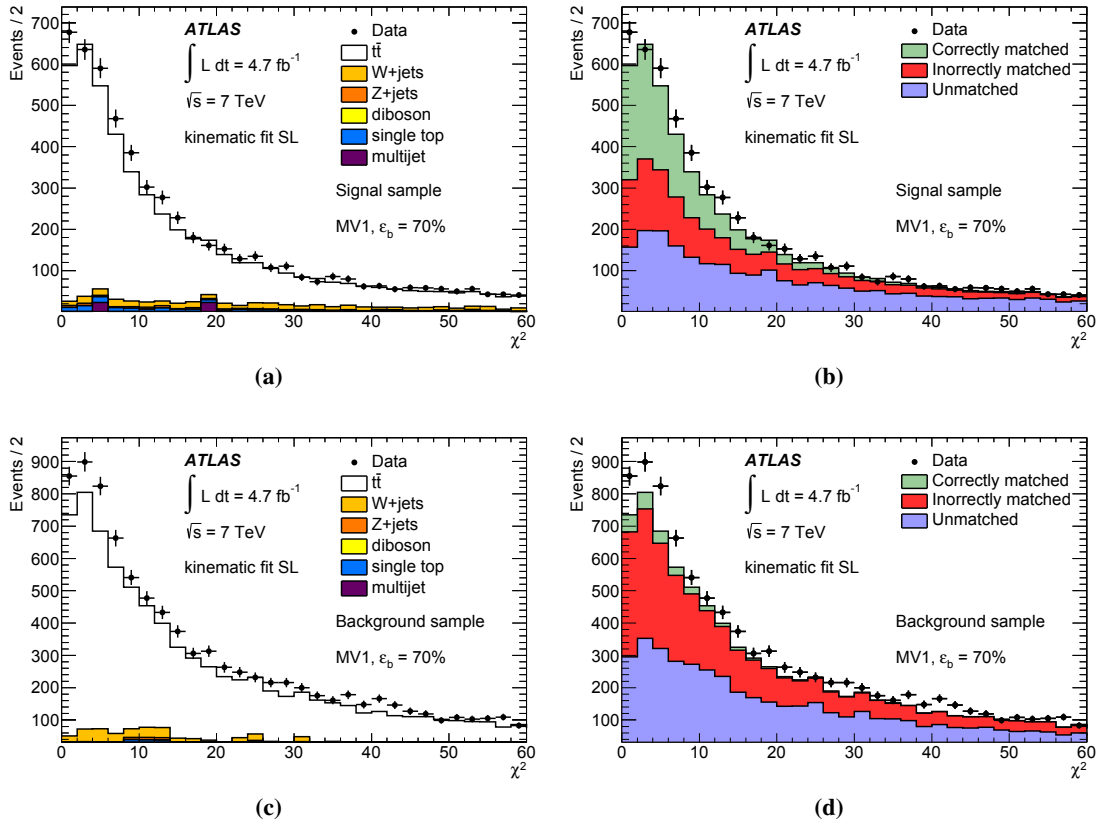 Events / 2
700
600
500
400
300
200
100
0 10 20 30 40 50 60
χ²
ATLAS
∫ L dt = 4.7 fb⁻¹
√s = 7 TeV
kinematic fit SL
Data
tt̄
W+jets
Z+jets
diboson
single top
multijet
Signal sample
MV1, ε_b = 70%
(a)
Events / 2
700
600
500
400
300
200
100
0 10 20 30 40 50 60
χ²
ATLAS
∫ L dt = 4.7 fb⁻¹
√s = 7 TeV
kinematic fit SL
Data
Correctly matched
Inorrectly matched
Unmatched
Signal sample
MV1, ε_b = 70%
(b)
Events / 2
900
800
700
600
500
400
300
200
100
0 10 20 30 40 50 60
χ²
ATLAS
∫ L dt = 4.7 fb⁻¹
√s = 7 TeV
kinematic fit SL
Data
tt̄
W+jets
Z+jets
diboson
single top
multijet
Background sample
MV1, ε_b = 70%
(c)
Events / 2
900
800
700
600
500
400
300
200
100
0 10 20 30 40 50 60
χ²
ATLAS
∫ L dt = 4.7 fb⁻¹
√s = 7 TeV
kinematic fit SL
Data
Correctly matched
Inorrectly matched
Unmatched
Background sample
MV1, ε_b = 70%
(d)